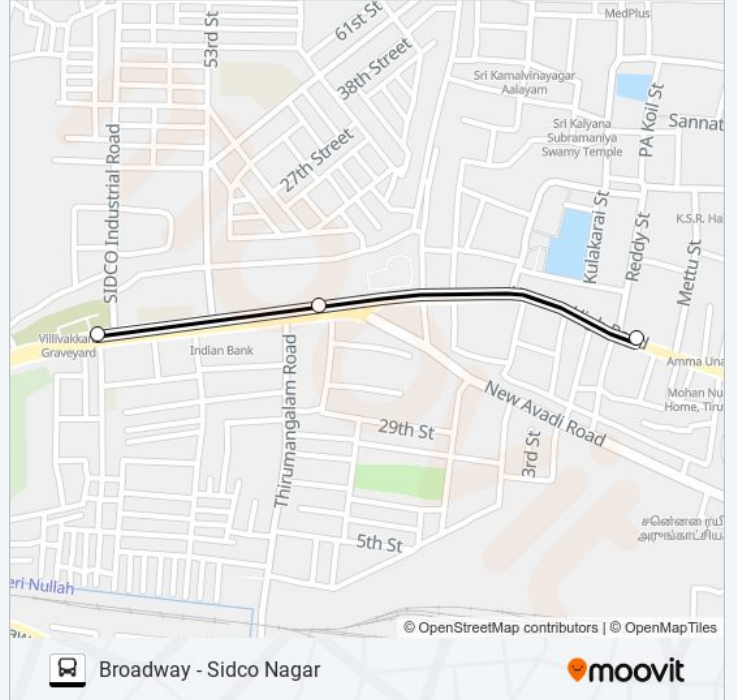 MedPlus
61st St
53rd St
38th Street
Sri Kamalvinayagar
Aalayam
PA Koil St
Sannat
Sri Kalyana
Subramaniya
Swamy Temple
27th Street
SIDCO Industrial Road
Kulakarai St
Reddy St
K.S.R. Ha
Mettu St
Villivakka
Graveyard
Indian Bank
Amma Una
Thirumangalam Road
New Avadi Road
Mohan Nu
Home, Tiru
29th St
3rd St
5th St
eri Nullah
© OpenStreetMap contributors | © OpenMapTiles
Broadway - Sidco Nagar
moovit